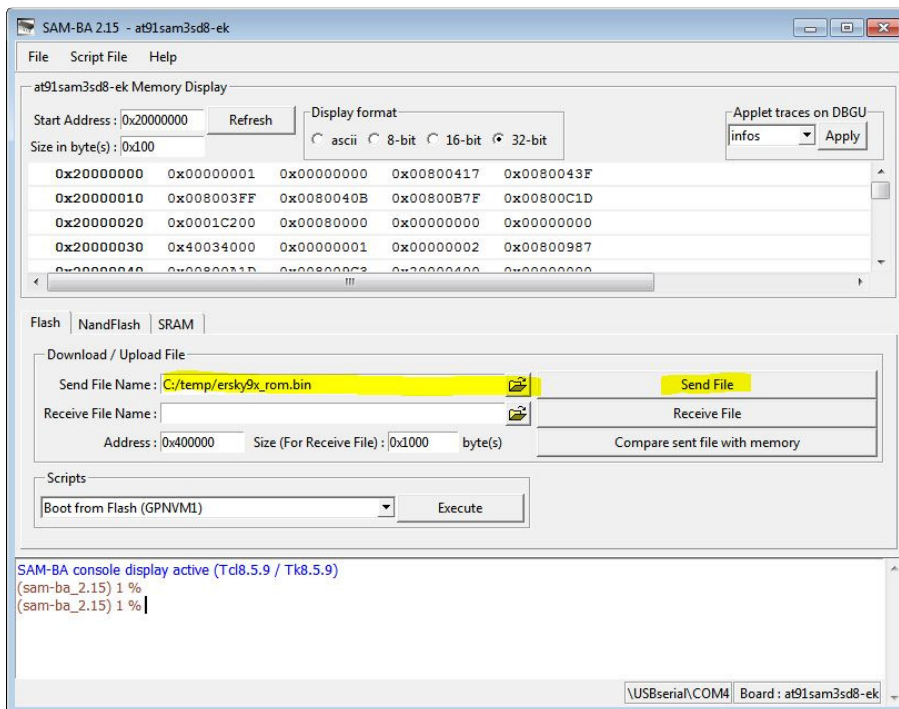 SAM-BA 2.15 - at91sam3sd8-ek
File Script File Help
at91sam3sd8-ek Memory Display
Start Address : 0x20000000 Refresh
Size in byte(s) : 0x100
Display format
ascii 8-bit 16-bit 32-bit
Applet traces on DBGU
infos Apply
0x20000000 0x00000001 0x00000000 0x00800417 0x0080043F
0x20000010 0x008003FF 0x0080040B 0x00800B7F 0x00800C1D
0x20000020 0x0001C200 0x00080000 0x00000000 0x00000000
0x20000030 0x40034000 0x00000001 0x00000002 0x00800987
Flash NandFlash SRAM
Download / Upload File
Send File Name : C:/temp/ersky9x_rom.bin Send File
Receive File Name : Receive File
Address : 0x400000 Size (For Receive File) : 0x1000 byte(s) Compare sent file with memory
Scripts
Boot from Flash (GPNVM1) Execute
SAM-BA console display active (Tcl8.5.9 / Tk8.5.9)
(sam-ba_2.15) 1 %
(sam-ba_2.15) 1 %
\USBserial\COM4 Board : at91sam3sd8-ek